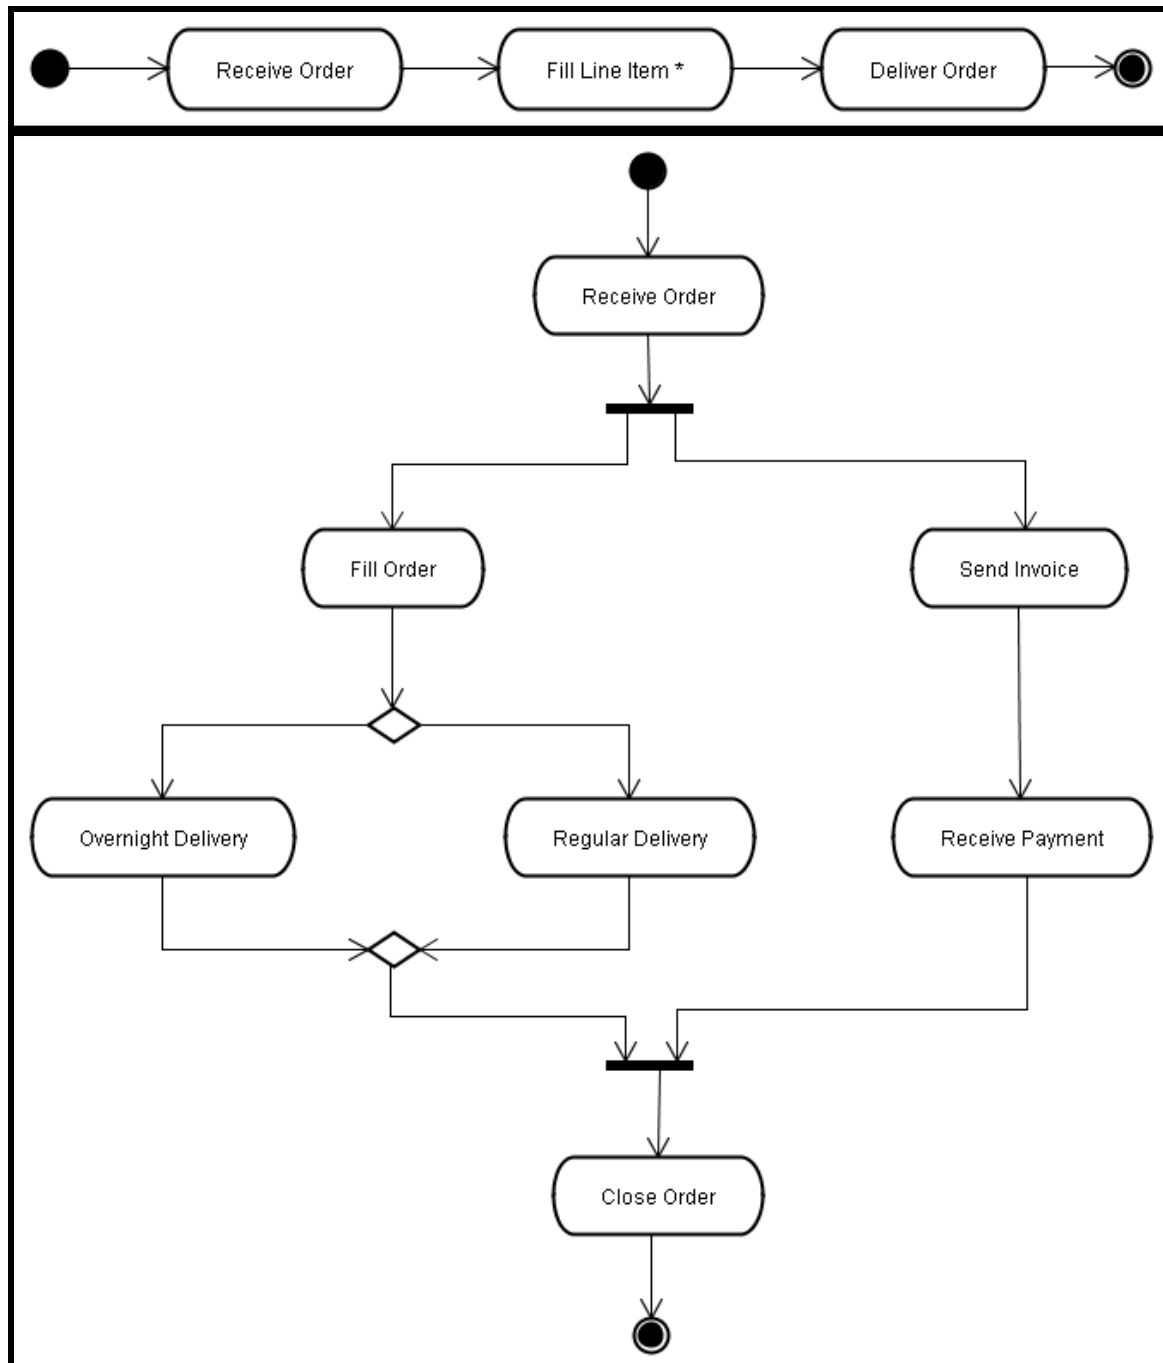 Receive Order
Fill Line Item *
Deliver Order
Receive Order
Fill Order
Send Invoice
Overnight Delivery
Regular Delivery
Receive Payment
Close Order